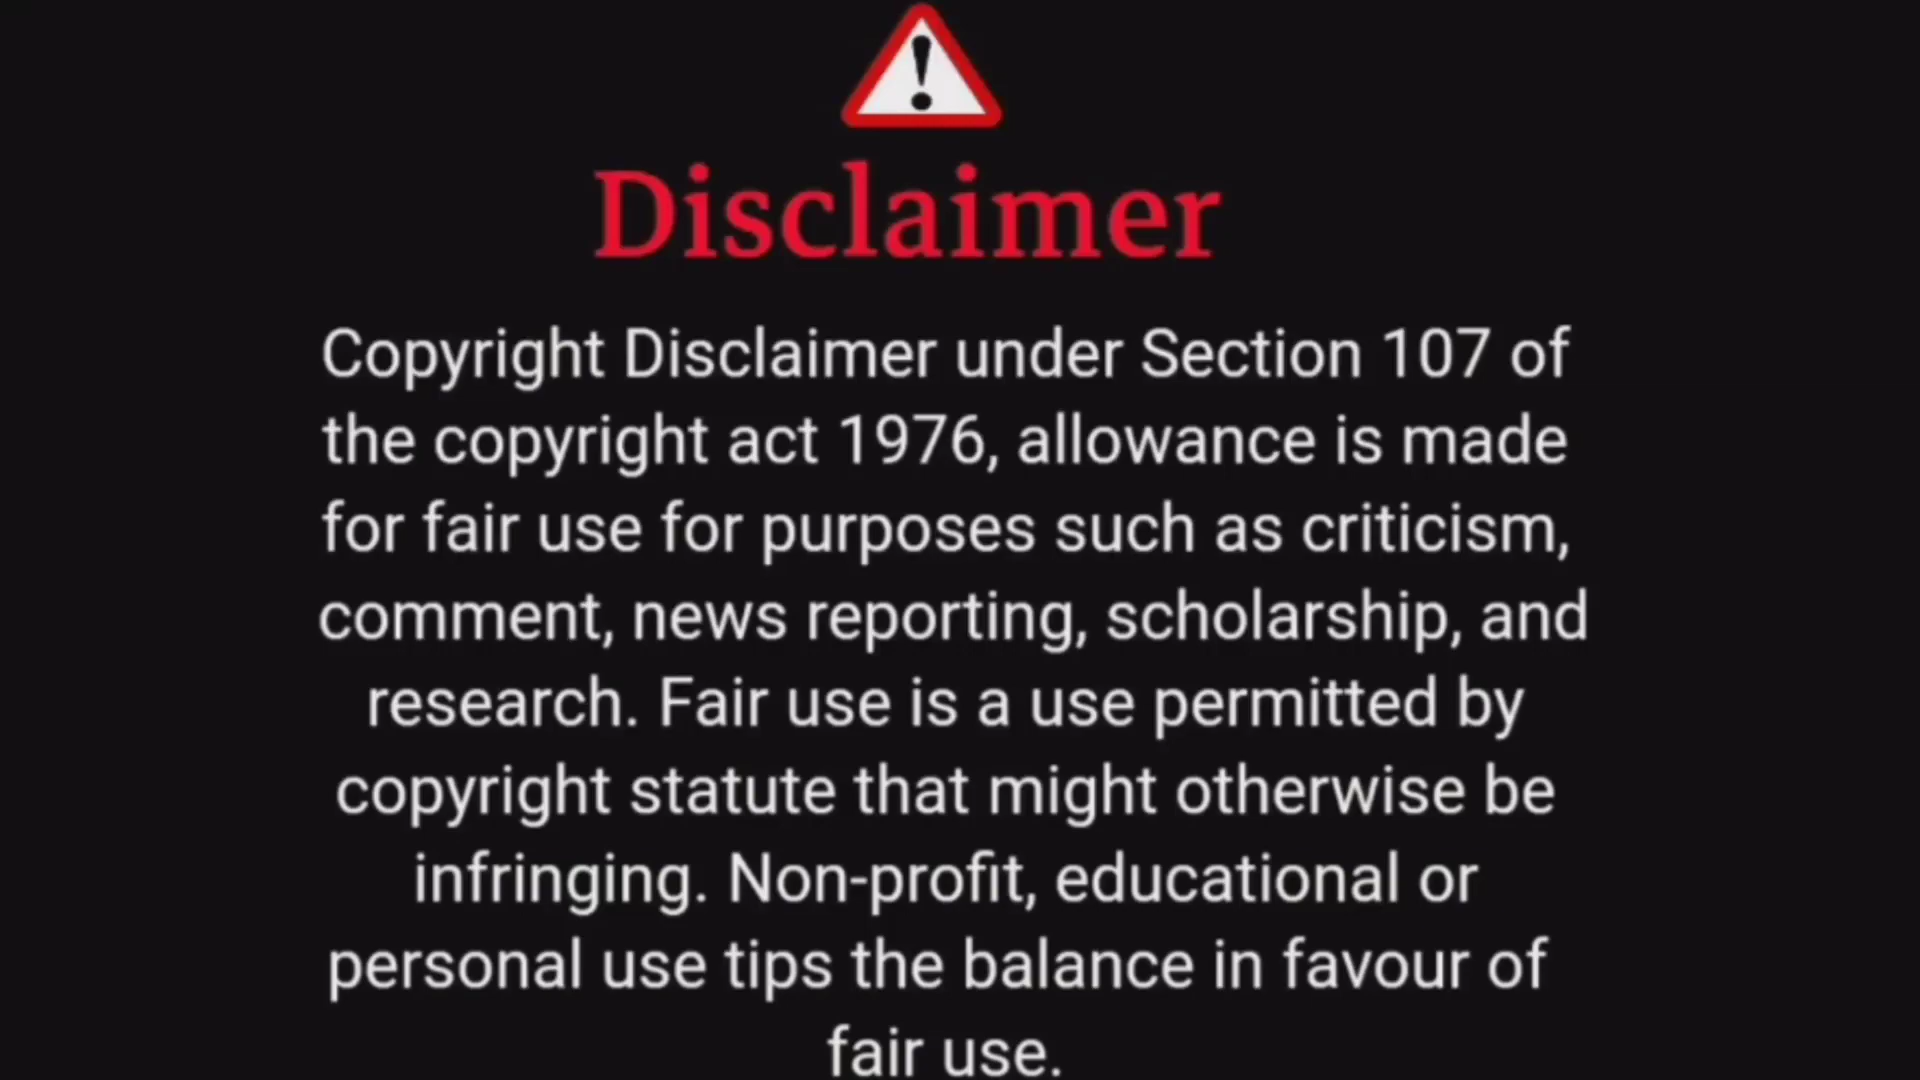 Disclaimer
Copyright Disclaimer under Section 107 of
the copyright act 1976, allowance is made
for fair use for purposes such as criticism,
comment, news reporting, scholarship, and
research. Fair use is a use permitted by
copyright statute that might otherwise be
infringing. Non-profit, educational or
personal use tips the balance in favour of
fair use.